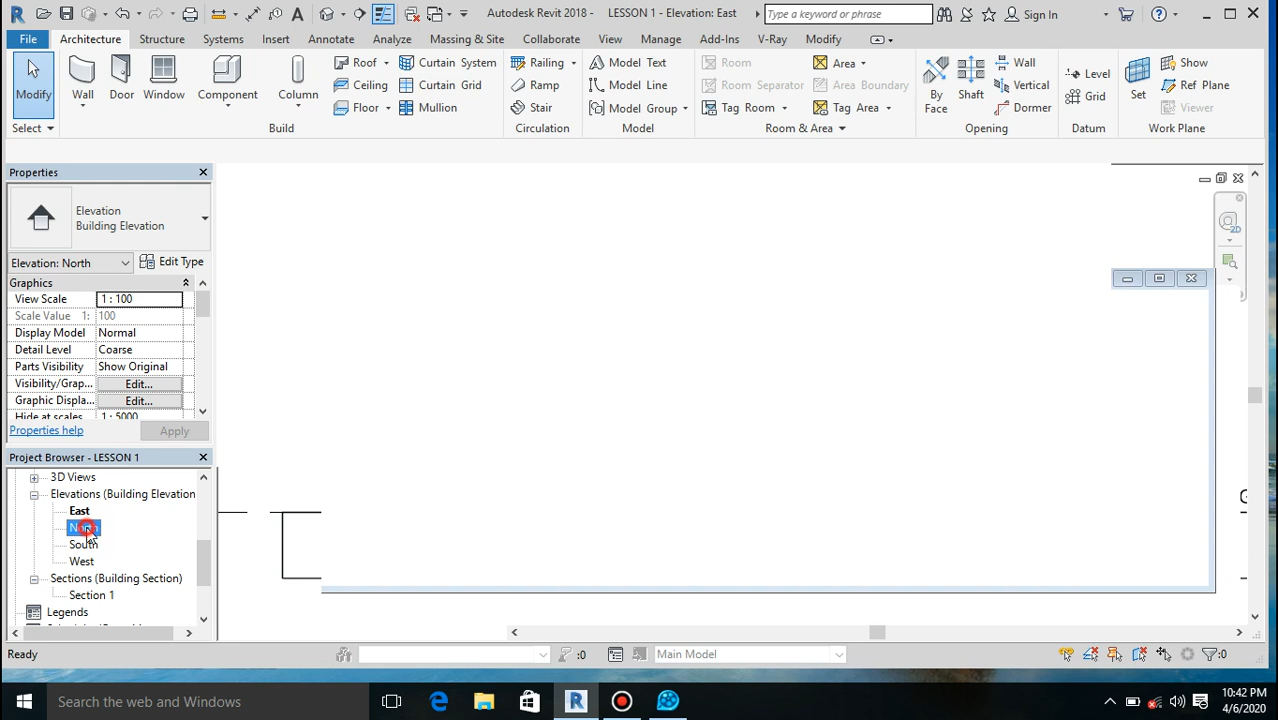 Autodesk Revit 2018 - LESSON 1 - Elevation: East
Type a keyword or phrase
Sign In
File Architecture Structure Systems Insert Annotate Analyze Massing & Site Collaborate View Manage Add-Ins V-Ray Modify
Modify Wall Door Window Component Column
Roof Curtain System Railing Model Text Room Area Wall Level Show
Ceiling Curtain Grid Ramp Model Line Room Separator Area Boundary By Face Shaft Vertical Grid Set Ref Plane
Floor Mullion Stair Model Group Tag Room Tag Area Dormer Viewer
Select Build Circulation Model Room & Area Opening Datum Work Plane
Properties
Elevation
Building Elevation
Elevation: North Edit Type
Graphics
View Scale 1 : 100
Scale Value 1: 100
Display Model Normal
Detail Level Coarse
Parts Visibility Show Original
Visibility/Grap... Edit...
Graphic Displa... Edit...
Hide at scales 1 : 5000
Properties help Apply
Project Browser - LESSON 1
3D Views
Elevations (Building Elevation
East
North
South
West
Sections (Building Section)
Section 1
Legends
2D
Ready :0 Main Model :0
Search the web and Windows
10:42 PM
4/6/2020